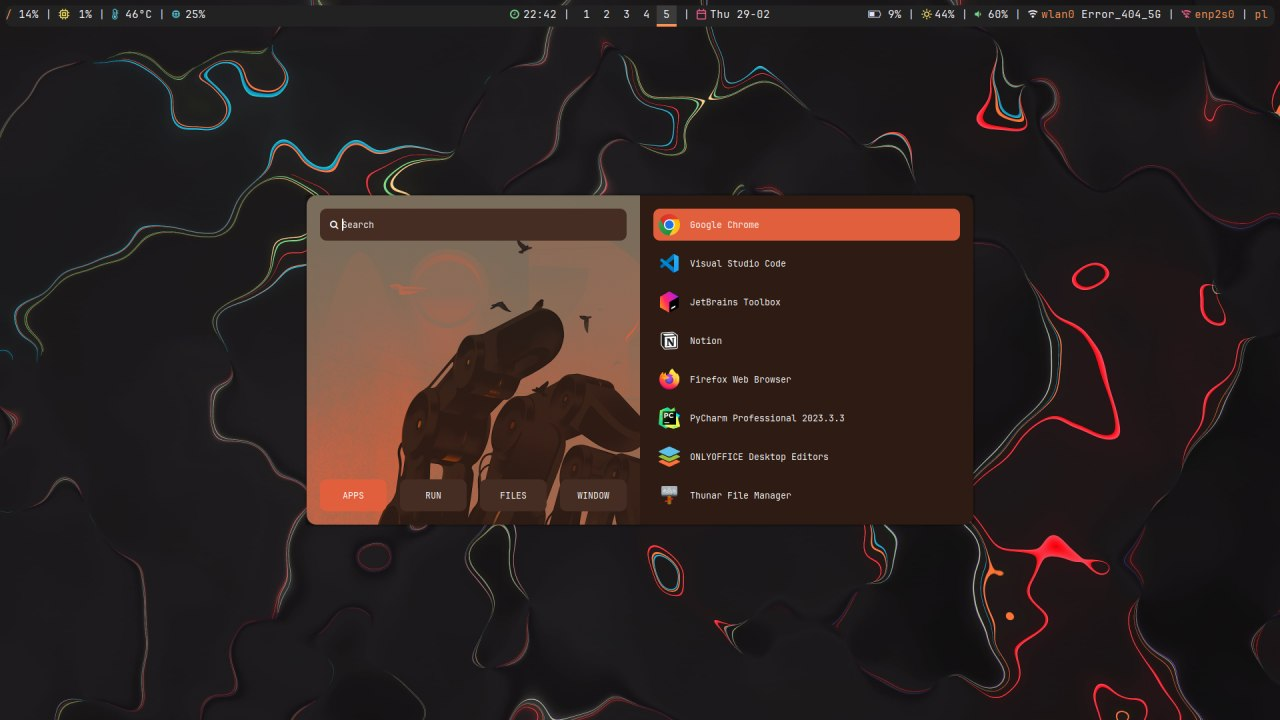 / 14% | 1% | 46°C | 25% 22:42 | 1 2 3 4 5 | Thu 29-02 9% | 44% | 60% | wlan0 Error_404_5G | enp2s0 | pl
Search
Google Chrome
Visual Studio Code
JetBrains Toolbox
Notion
Firefox Web Browser
PyCharm Professional 2023.3.3
ONLYOFFICE Desktop Editors
Thunar File Manager
APPS RUN FILES WINDOW